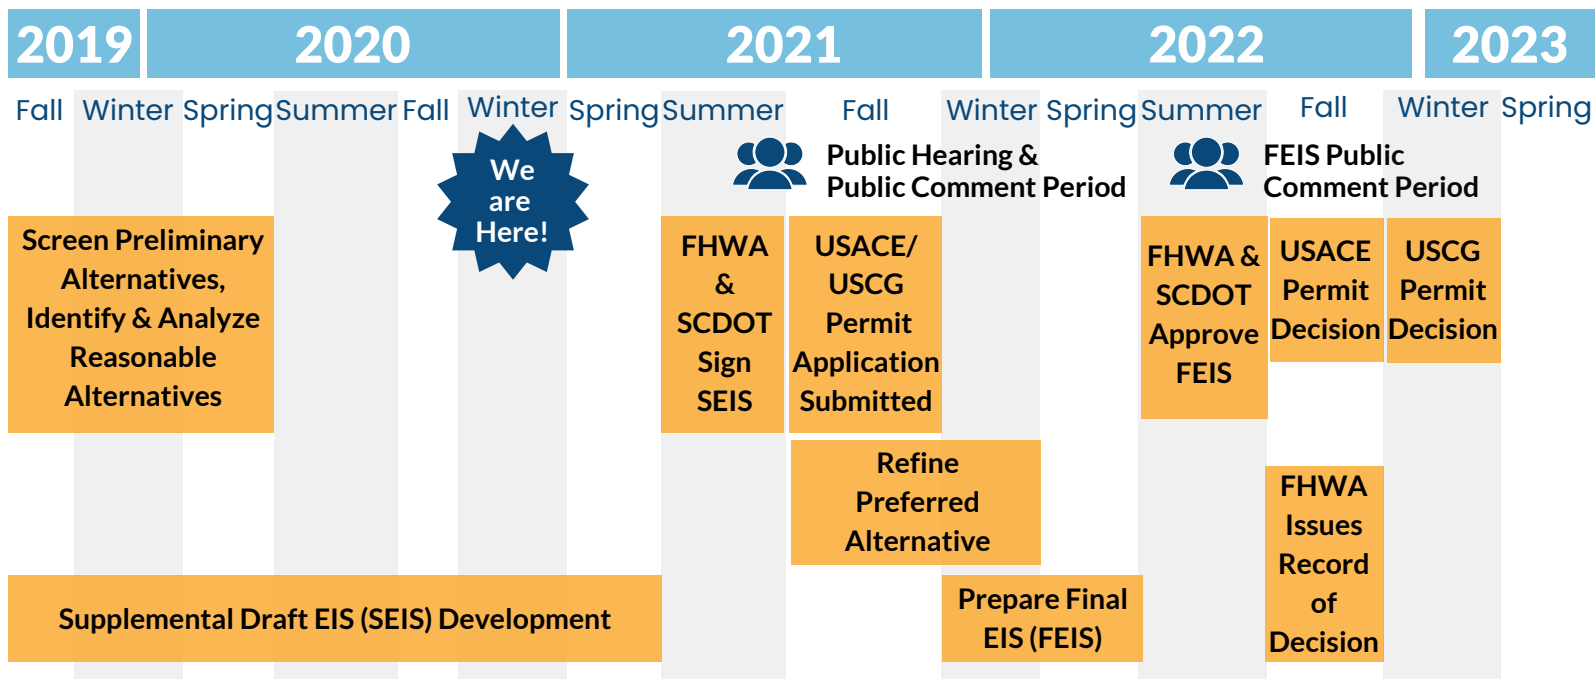 2019 2020 2021 2022 2023
Fall Winter Spring Summer Fall Winter Spring Summer Fall Winter Spring Summer Fall Winter Spring
We
are
Here!
Public Hearing &
Public Comment Period
FEIS Public
Comment Period
Screen Preliminary
Alternatives,
Identify & Analyze
Reasonable
Alternatives
FHWA
&
SCDOT
Sign
SEIS
USACE/
USCG
Permit
Application
Submitted
FHWA &
SCDOT
Approve
FEIS
USACE
Permit
Decision
USCG
Permit
Decision
Refine
Preferred
Alternative
FHWA
Issues
Record
of
Decision
Supplemental Draft EIS (SEIS) Development
Prepare Final
EIS (FEIS)